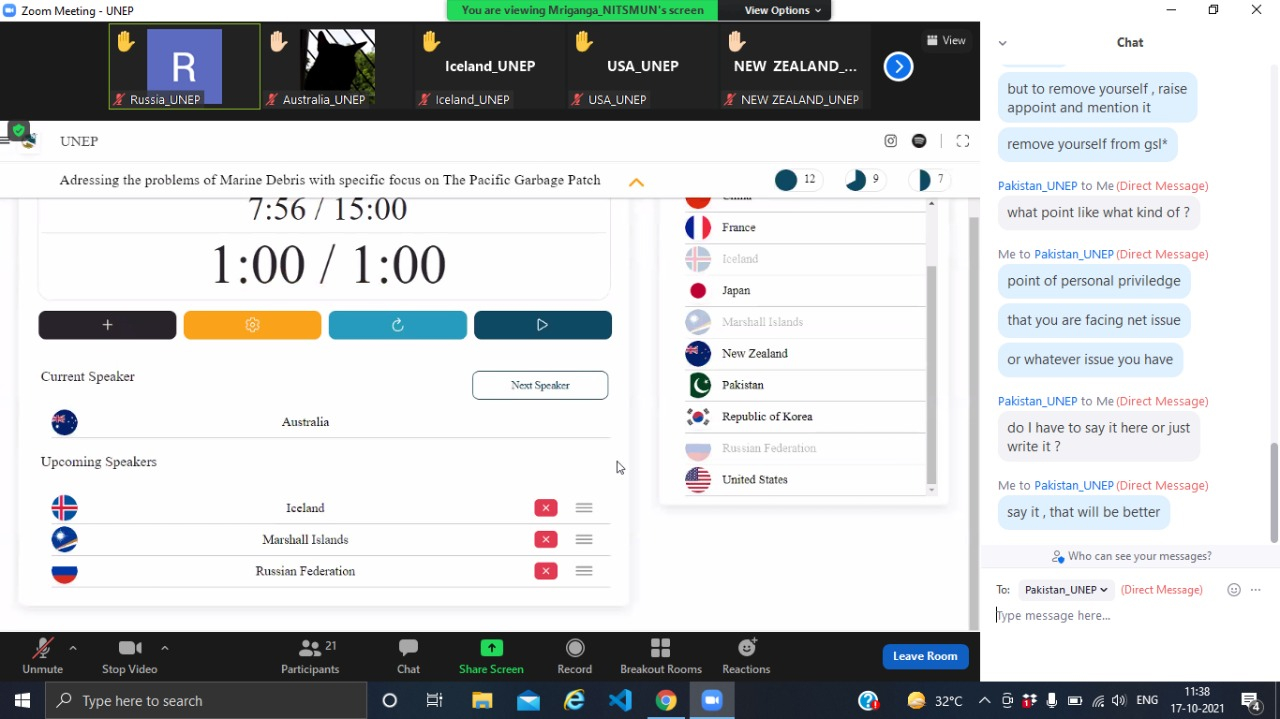 Zoom Meeting - UNEP
You are viewing Mriganga_NITSMUN's screen
View Options
R
Russia_UNEP
Australia_UNEP
Iceland_UNEP
Iceland_UNEP
USA_UNEP
USA_UNEP
NEW ZEALAND_...
NEW ZEALAND_UNEP
View
UNEP
Adressing the problems of Marine Debris with specific focus on The Pacific Garbage Patch
12
9
7
7:56 / 15:00
1:00 / 1:00
+
Current Speaker
Next Speaker
Australia
Upcoming Speakers
Iceland
Marshall Islands
Russian Federation
China
France
Iceland
Japan
Marshall Islands
New Zealand
Pakistan
Republic of Korea
Russian Federation
United States
Chat
but to remove yourself , raise
appoint and mention it
remove yourself from gsl*
Pakistan_UNEP to Me (Direct Message)
what point like what kind of ?
Me to Pakistan_UNEP (Direct Message)
point of personal priviledge
that you are facing net issue
or whatever issue you have
Pakistan_UNEP to Me (Direct Message)
do I have to say it here or just
write it ?
Me to Pakistan_UNEP (Direct Message)
say it , that will be better
Who can see your messages?
To: Pakistan_UNEP (Direct Message)
Type message here...
Unmute
Stop Video
Participants
21
Chat
Share Screen
Record
Breakout Rooms
Reactions
Leave Room
Type here to search
32°C
ENG
11:38
17-10-2021
4